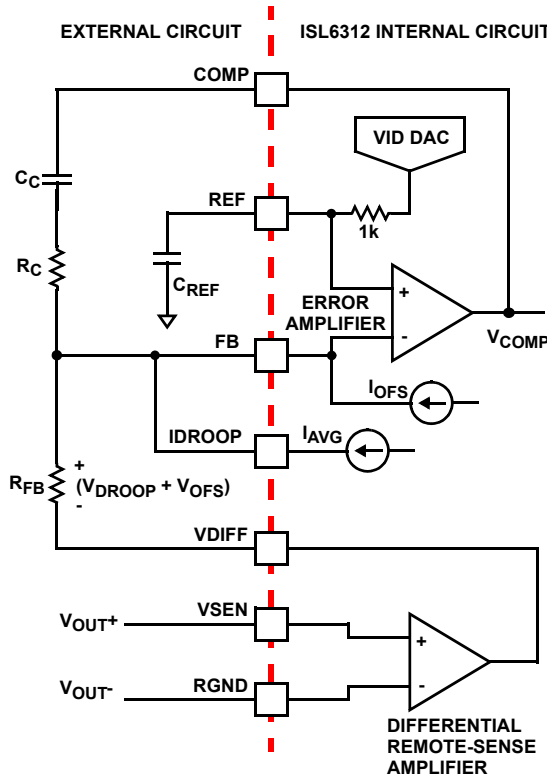 EXTERNAL CIRCUIT
ISL6312 INTERNAL CIRCUIT
COMP
VID DAC
C_C
REF
1k
R_C
C_REF
ERROR
AMPLIFIER
+
-
V_COMP
FB
I_OFS
IDROOP
I_AVG
R_FB
+
(V_DROOP + V_OFS)
-
VDIFF
V_OUT+
VSEN
+
V_OUT-
RGND
-
DIFFERENTIAL
REMOTE-SENSE
AMPLIFIER